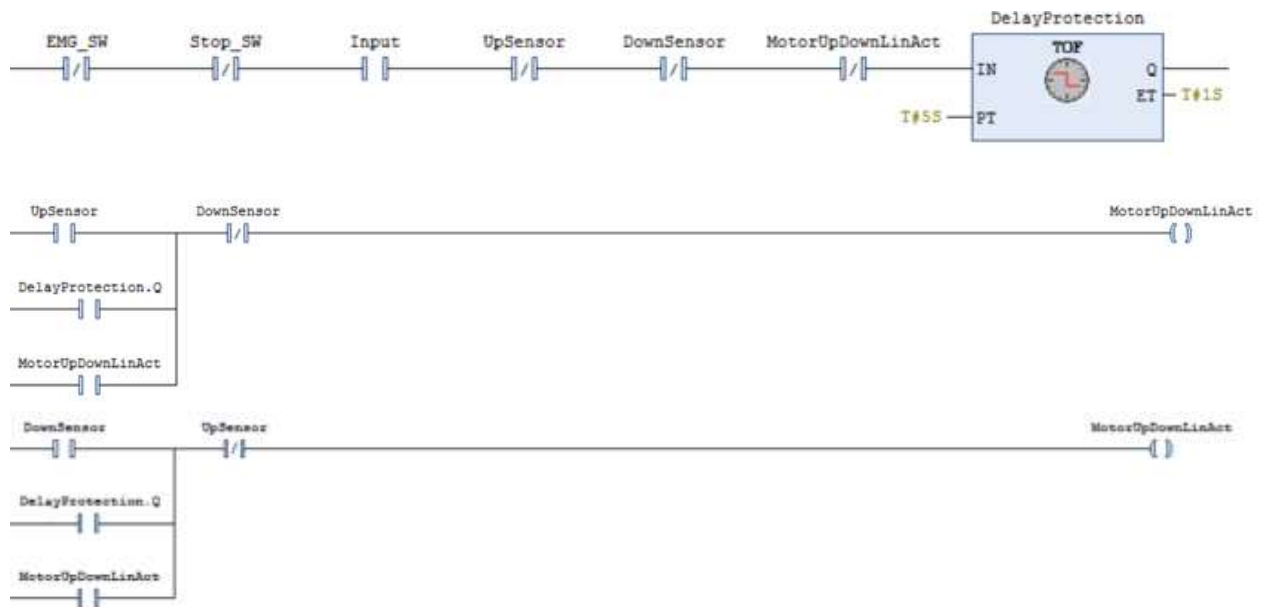 DelayProtection
EMG_SW Stop_SW Input UpSensor DownSensor MotorUpDownLinAct TOF
IN Q
ET T#1S
T#5S PT
UpSensor DownSensor MotorUpDownLinAct
DelayProtection.Q
MotorUpDownLinAct
DownSensor UpSensor MotorUpDownLinAct
DelayProtection.Q
MotorUpDownLinAct